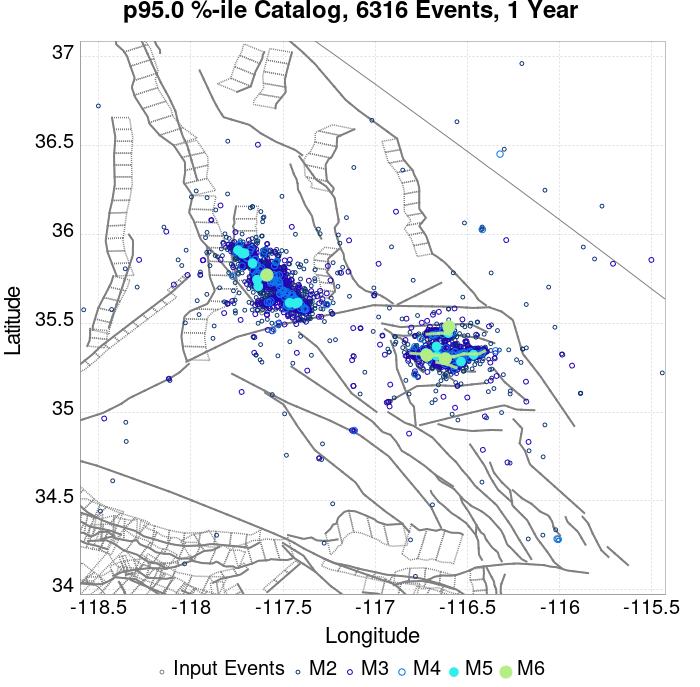 p95.0 %-ile Catalog, 6316 Events, 1 Year
37
36.5
36
35.5
35
34.5
34
Latitude
-118.5 -118 -117.5 -117 -116.5 -116 -115.5
Longitude
Input Events M2 M3 M4 M5 M6